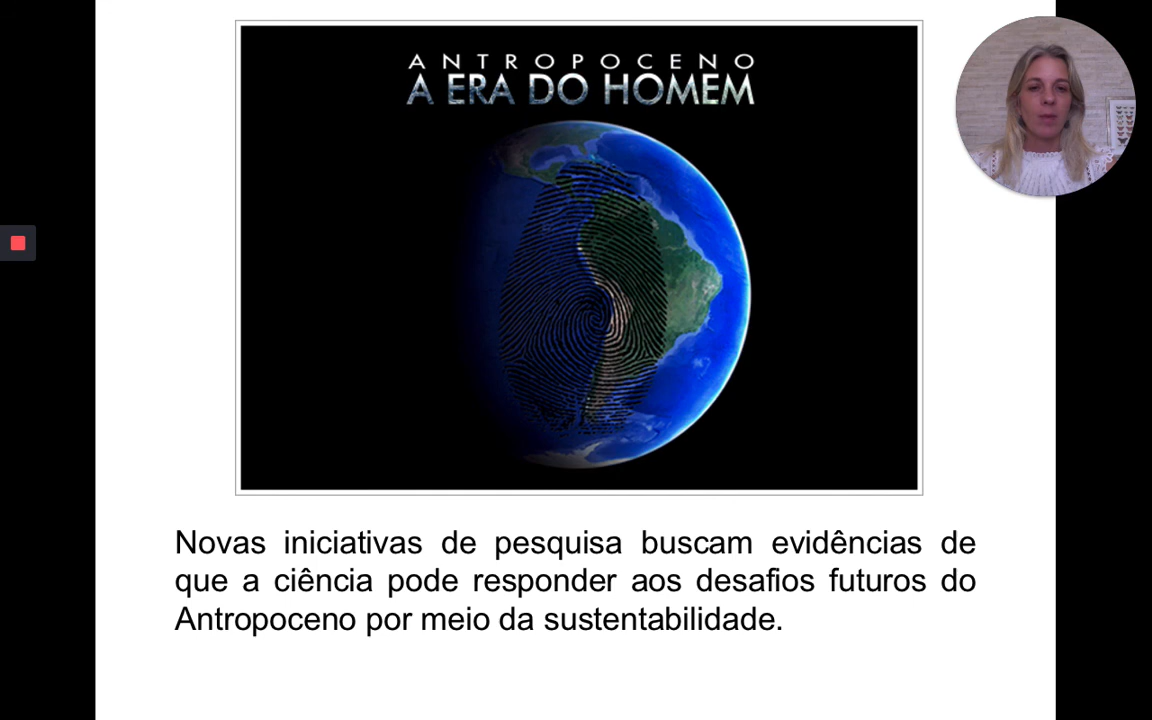 ANTROPOCENO
A ERA DO HOMEM
Novas iniciativas de pesquisa buscam evidências de
que a ciência pode responder aos desafios futuros do
Antropoceno por meio da sustentabilidade.